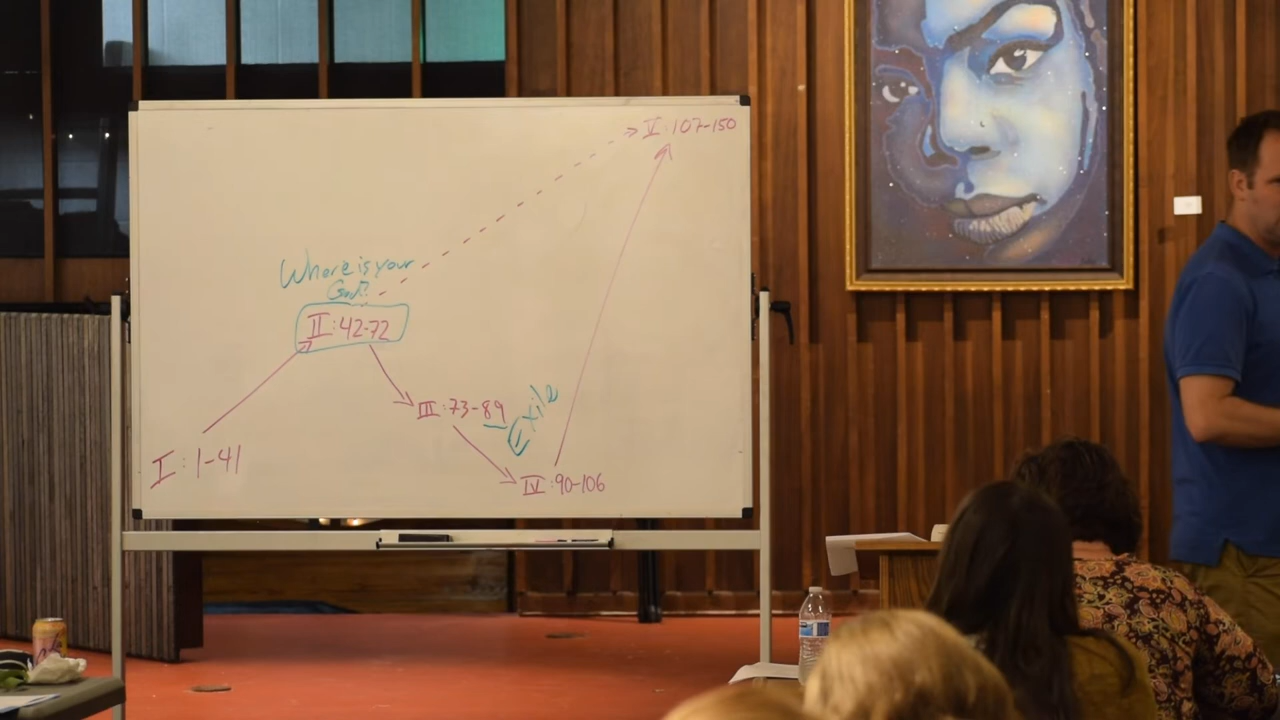 V: 107-150
Where is your
God?
II: 42-72
III: 73-89
Exile
I: 1-41
IV: 90-106